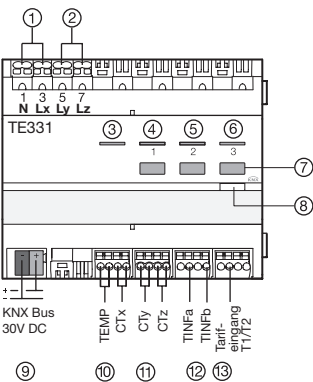 ① ②
1 3 5 7
N Lx Ly Lz
TE331
③ ④ ⑤ ⑥
2 3
⑦
⑧
- +
+ -
KNX Bus
30V DC
TEMP
CTx
CTy
CTz
TINFa
TINFb
Tarif-
eingang
T1/T2
⑨ ⑩ ⑪ ⑫ ⑬